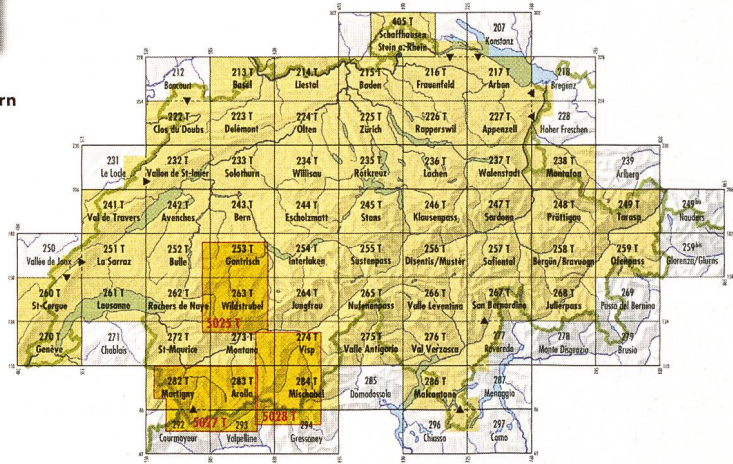 405 T
Schaffhausen
Stein a. Rhein
207
Konstanz
212
Boncourt
213 T
Basel
214 T
Liestal
215 T
Baden
216 T
Frauenfeld
217 T
Arbon
218
Bregenz
rn
222 T
Clos du Doubs
223 T
Delémont
224 T
Olten
225 T
Zürich
226 T
Rapperswil
227 T
Appenzell
228
Hoher Freschen
231
Le Locle
232 T
Vallon de St-Imier
233 T
Solothurn
234 T
Willisau
235 T
Rotkreuz
236 T
Lachen
237 T
Walenstadt
238 T
Montafon
239
Arlberg
241 T
Val de Travers
242 T
Avenches
243 T
Bern
244 T
Escholzmatt
245 T
Stans
246 T
Klausenpass
247 T
Sardona
248 T
Prättigau
249 T
Tarasp
249 bis
Nauders
250
Vallée de Joux
251 T
La Sarraz
252 T
Bulle
253 T
Gantrisch
254 T
Interlaken
255 T
Sustenpass
256 T
Disentis/Mustér
257 T
Safiental
258 T
Bergün/Bravuogn
259 T
Ofenpass
259 bis
Glorenza/Glurns
260 T
St-Cergue
261 T
Lausanne
262 T
Rochers de Naye
263 T
Wildstrubel
264 T
Jungfrau
265 T
Nufenenpass
266 T
Valle Leventina
267 T
San Bernardino
268 T
Julierpass
269
Passo del Bernina
5025 T
270 T
Genève
271
Chablais
272 T
St-Maurice
273 T
Montana
274 T
Visp
275 T
Valle Antigorio
276 T
Val Verzasca
277
Roveredo
278
Monte Disgrazia
279
Brusio
282 T
Martigny
283 T
Arolla
284 T
Mischabel
285
Domodossola
286 T
Malcantone
287
Menaggio
5027 T
5028 T
292
Courmayeur
293
Valpelline
294
Gressoney
296
Chiasso
297
Como